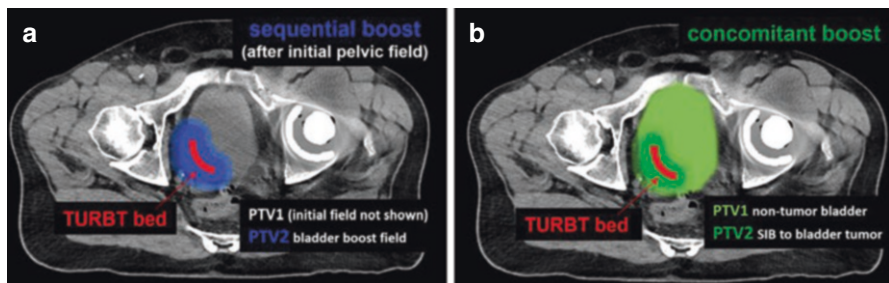 a
sequential boost
(after initial pelvic field)
TURBT bed
PTV1 (initial field not shown)
PTV2 bladder boost field
b
concomitant boost
TURBT bed
PTV1 non-tumor bladder
PTV2 SIB to bladder tumor